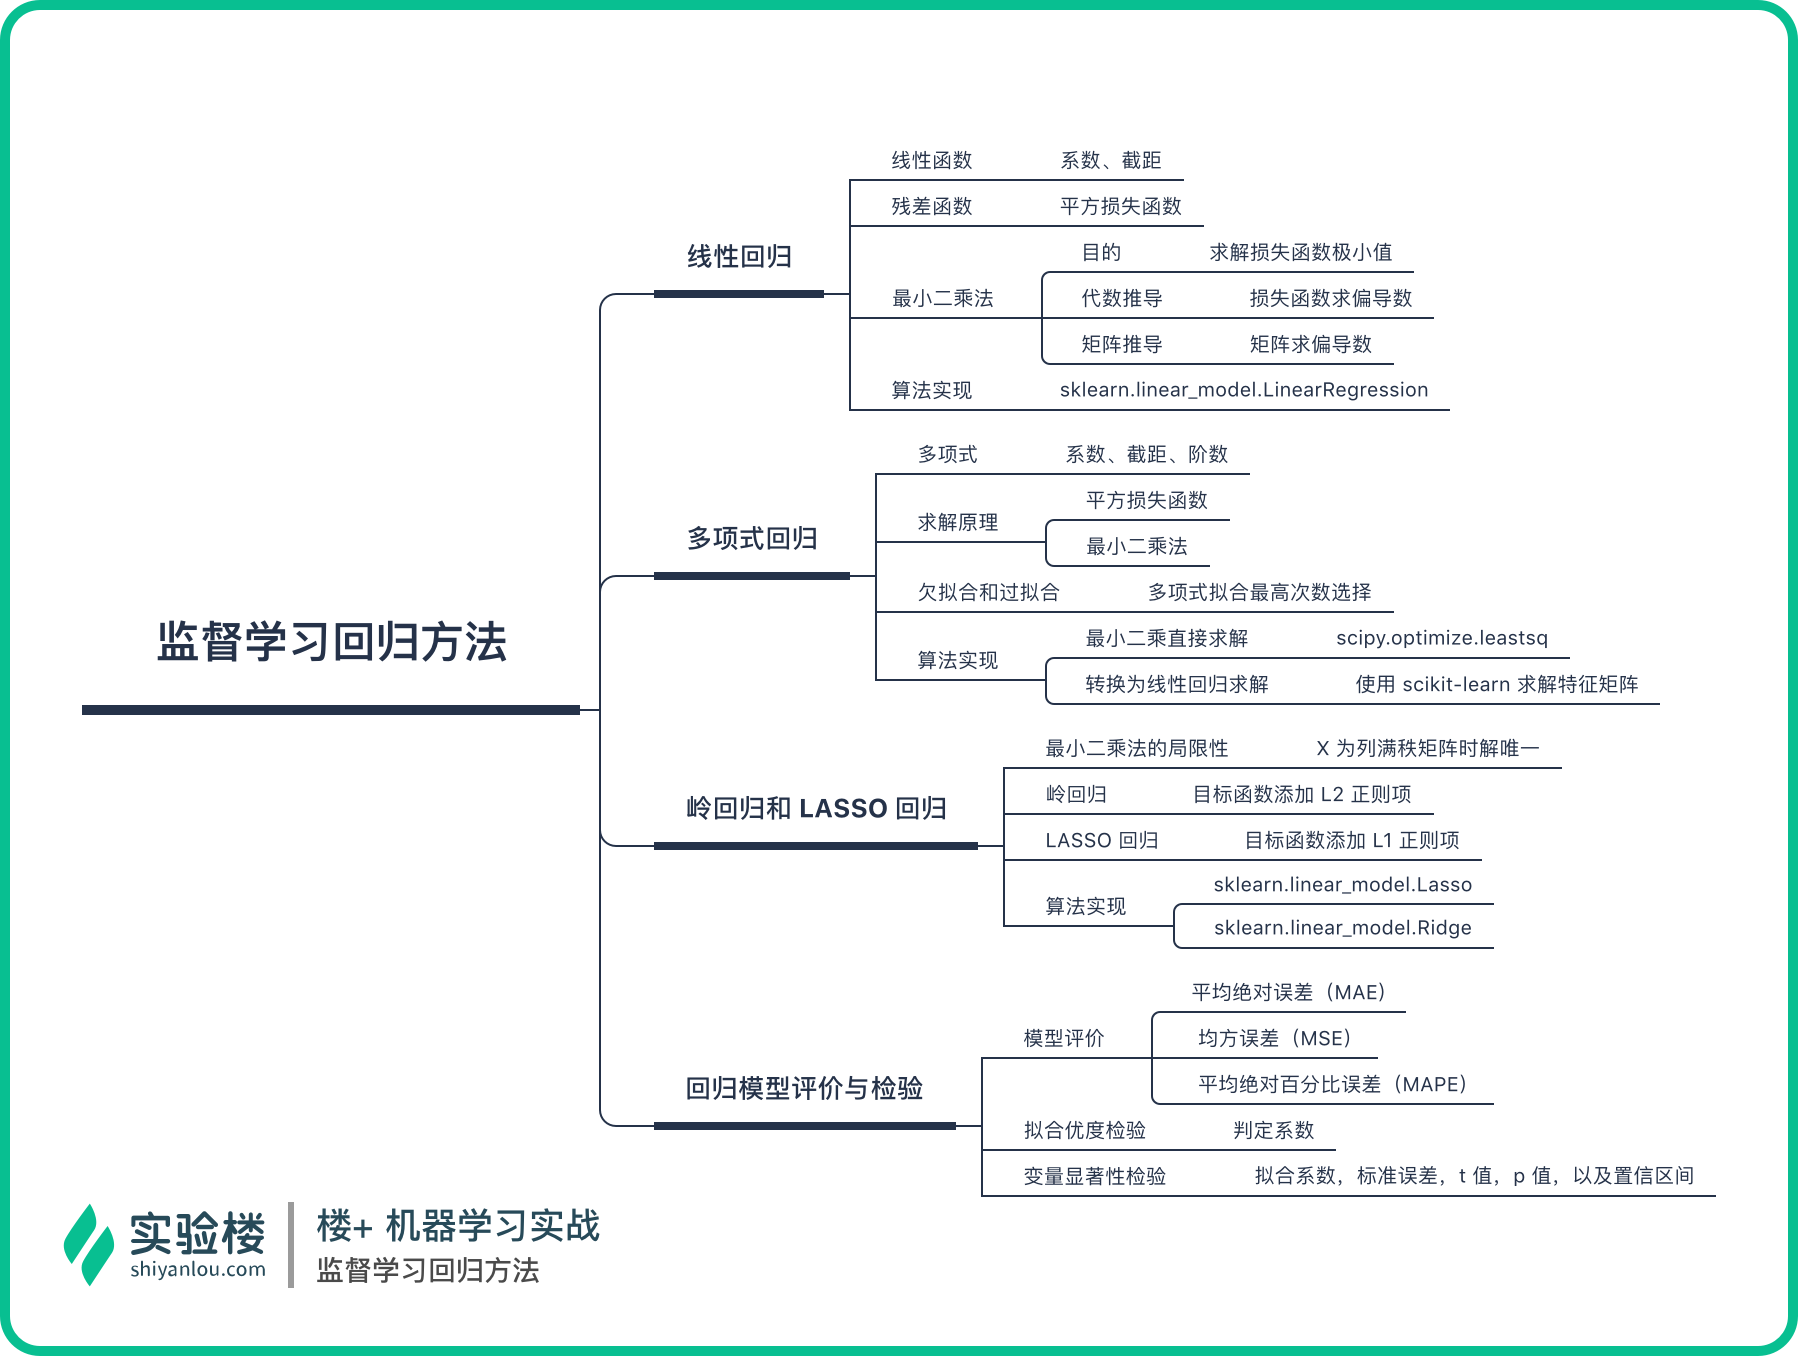 监督学习回归方法
线性回归
线性函数 系数、截距
残差函数 平方损失函数
最小二乘法
目的 求解损失函数极小值
代数推导 损失函数求偏导数
矩阵推导 矩阵求偏导数
算法实现 sklearn.linear_model.LinearRegression
多项式回归
多项式 系数、截距、阶数
求解原理
平方损失函数
最小二乘法
欠拟合和过拟合 多项式拟合最高次数选择
算法实现
最小二乘直接求解 scipy.optimize.leastsq
转换为线性回归求解 使用 scikit-learn 求解特征矩阵
岭回归和 LASSO 回归
最小二乘法的局限性 X 为列满秩矩阵时解唯一
岭回归 目标函数添加 L2 正则项
LASSO 回归 目标函数添加 L1 正则项
算法实现
sklearn.linear_model.Lasso
sklearn.linear_model.Ridge
回归模型评价与检验
模型评价
平均绝对误差（MAE）
均方误差（MSE）
平均绝对百分比误差（MAPE）
拟合优度检验 判定系数
变量显著性检验 拟合系数，标准误差，t 值，p 值，以及置信区间
实验楼
shiyanlou.com
楼+ 机器学习实战
监督学习回归方法